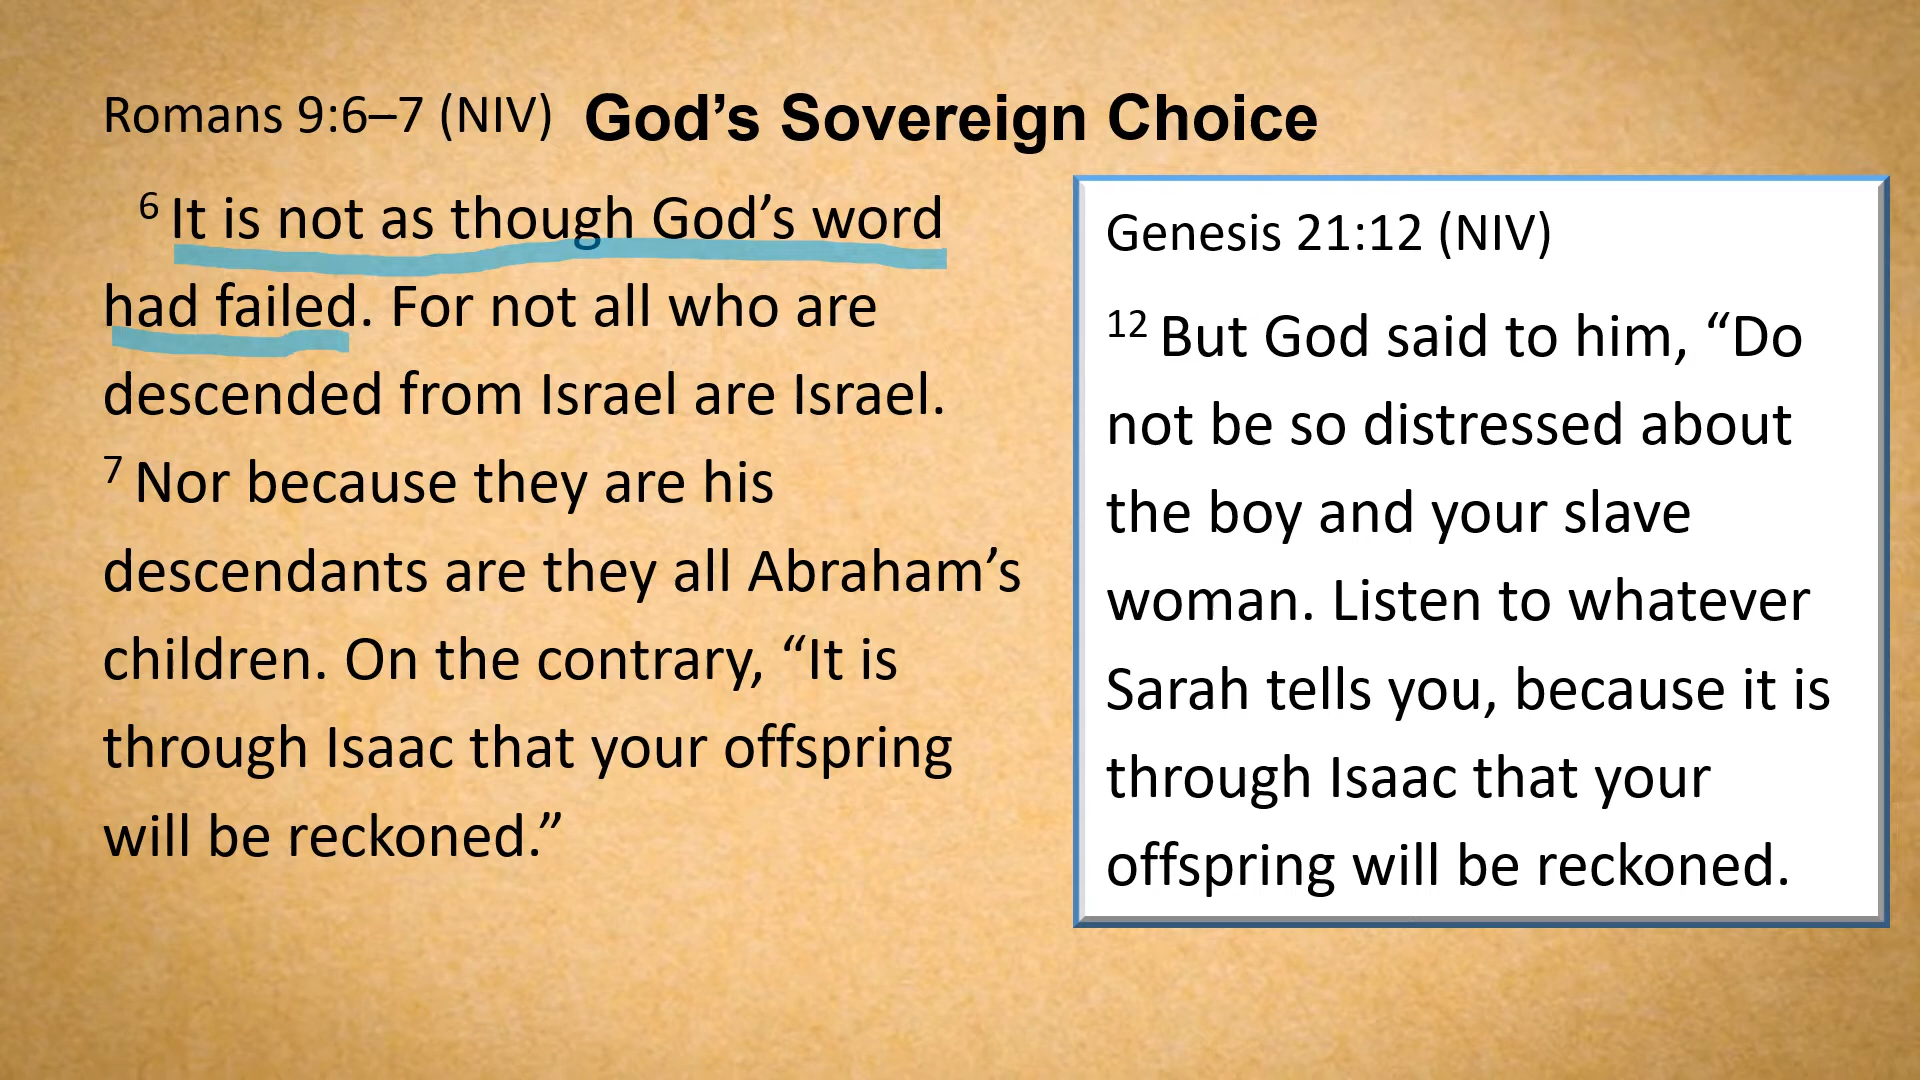 Romans 9:6–7 (NIV) God’s Sovereign Choice
6 It is not as though God’s word
had failed. For not all who are
descended from Israel are Israel.
7 Nor because they are his
descendants are they all Abraham’s
children. On the contrary, “It is
through Isaac that your offspring
will be reckoned.”
Genesis 21:12 (NIV)
12 But God said to him, “Do
not be so distressed about
the boy and your slave
woman. Listen to whatever
Sarah tells you, because it is
through Isaac that your
offspring will be reckoned.